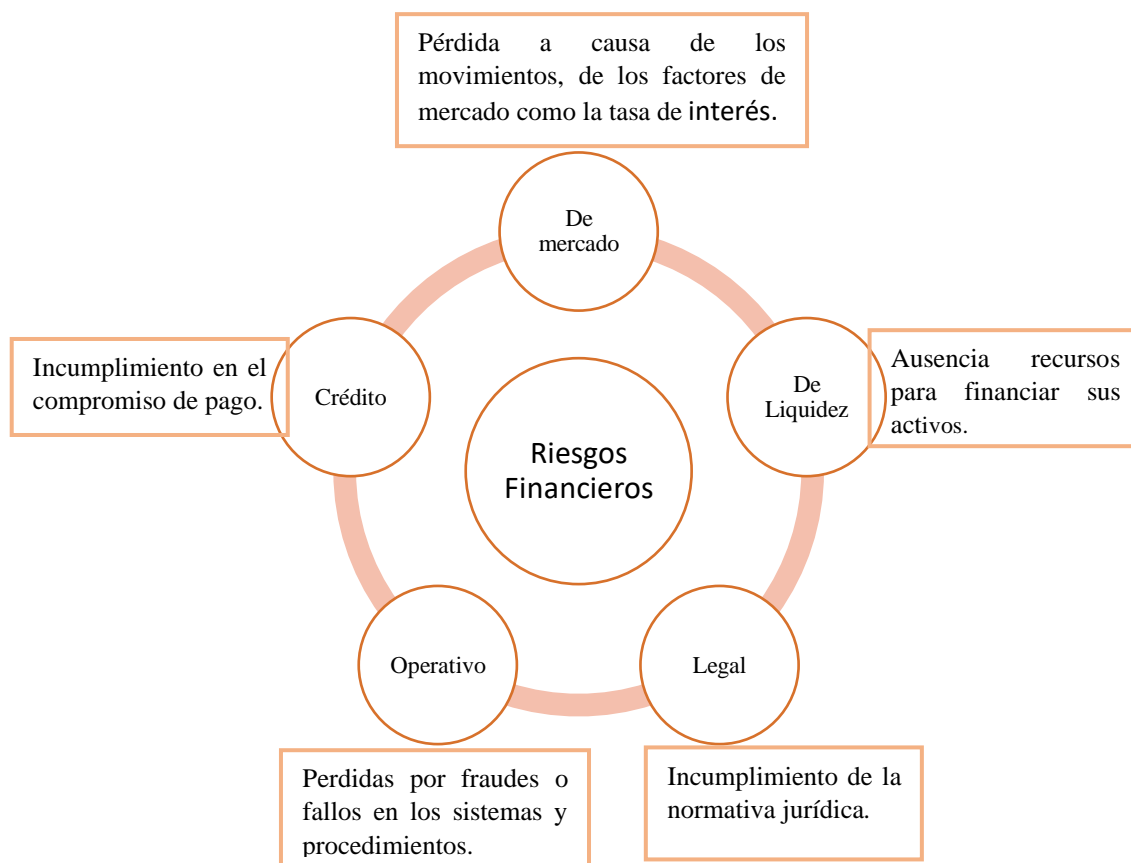 Pérdida a causa de los
movimientos, de los factores de
mercado como la tasa de interés.
De
mercado
Incumplimiento en el
compromiso de pago.
Crédito
De
Liquidez
Ausencia recursos
para financiar sus
activos.
Riesgos
Financieros
Operativo
Legal
Perdidas por fraudes o
fallos en los sistemas y
procedimientos.
Incumplimiento de la
normativa jurídica.